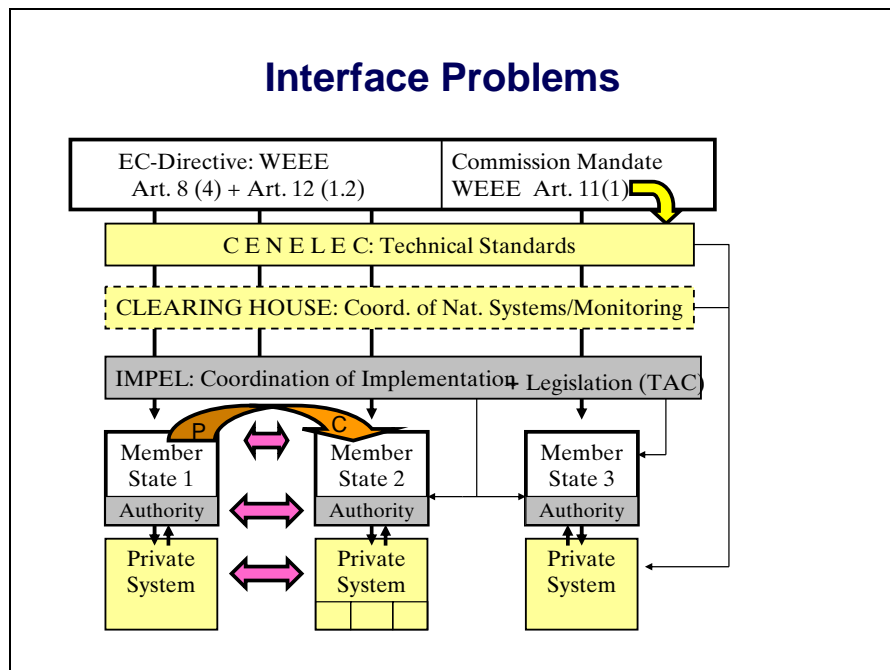 Interface Problems
EC-Directive: WEEE
Art. 8 (4) + Art. 12 (1.2)
Commission Mandate
WEEE Art. 11(1)
C E N E L E C: Technical Standards
CLEARING HOUSE: Coord. of Nat. Systems/Monitoring
IMPEL: Coordination of Implementation + Legislation (TAC)
P
C
Member
State 1
Member
State 2
Member
State 3
Authority
Authority
Authority
Private
System
Private
System
Private
System